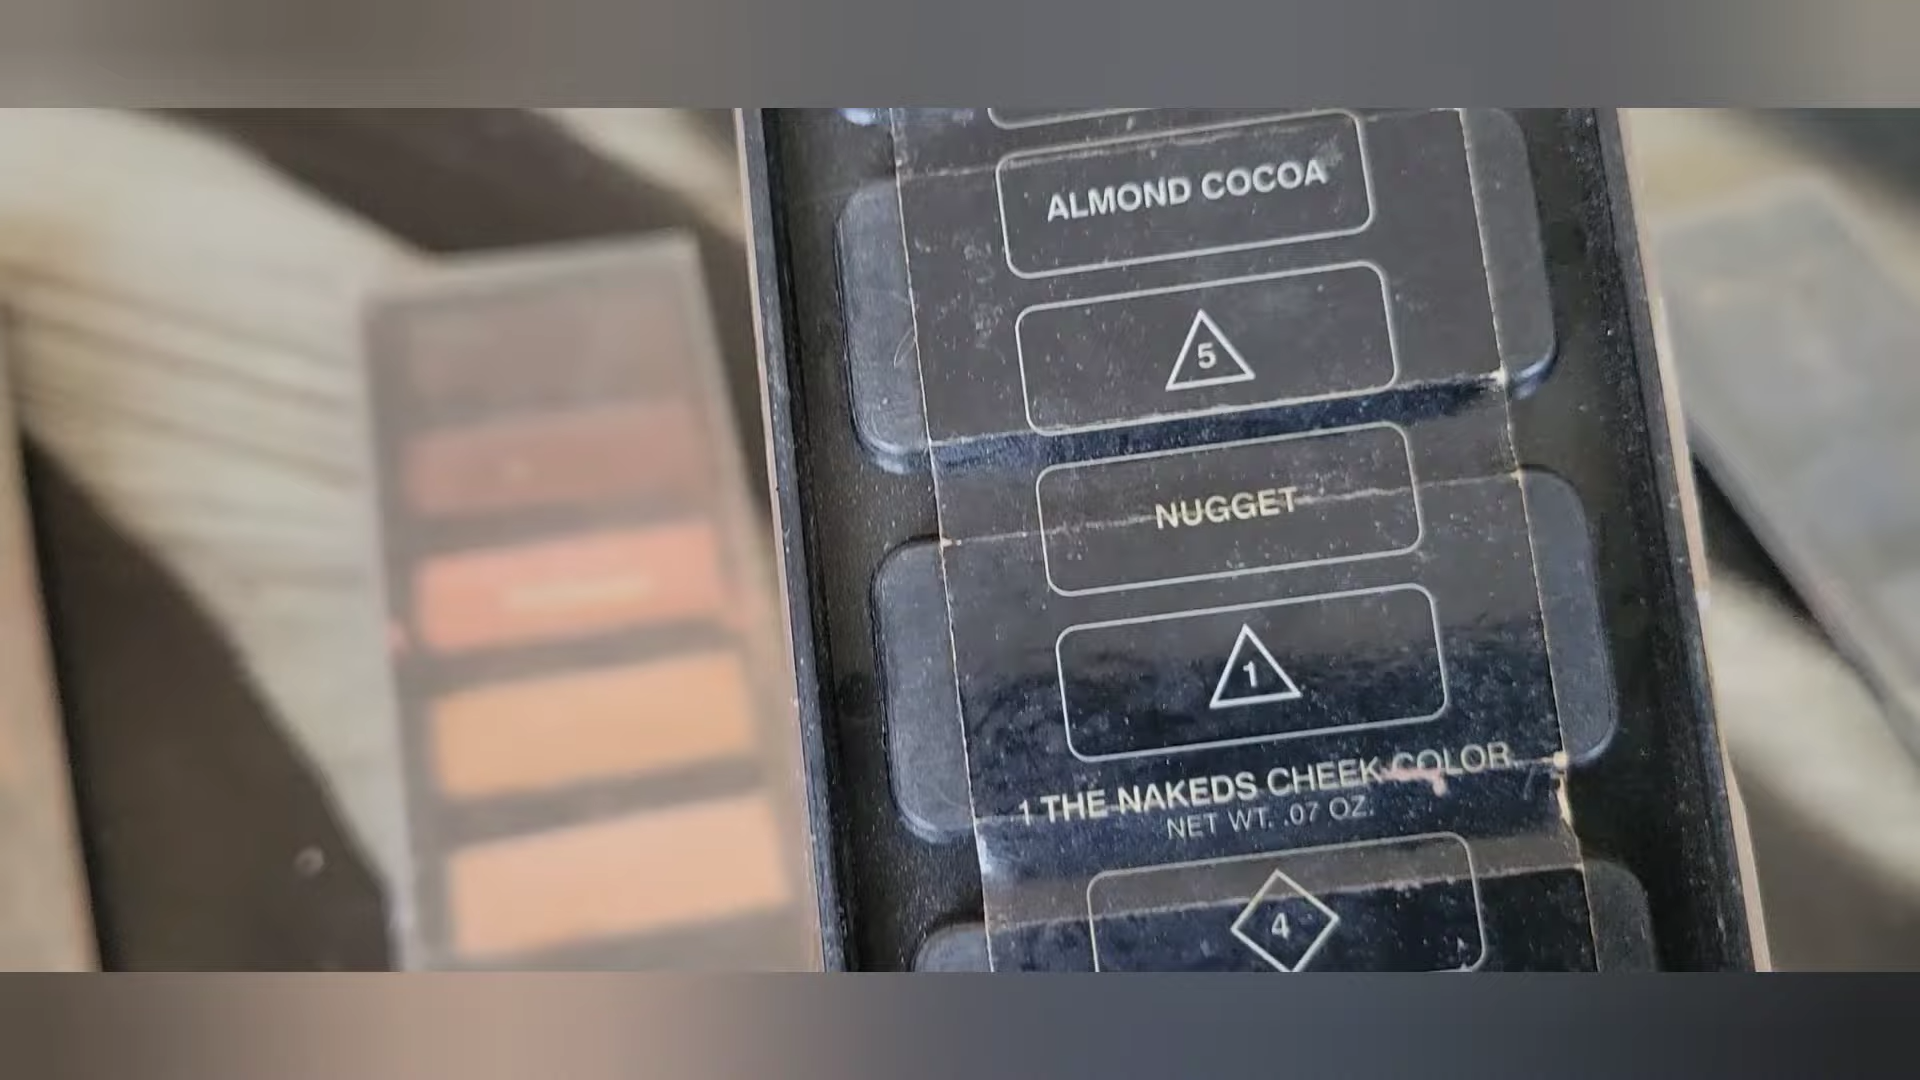 ALMOND COCOA
5
NUGGET
1
1 THE NAKEDS CHEEK COLOR
NET WT. .07 OZ.
4